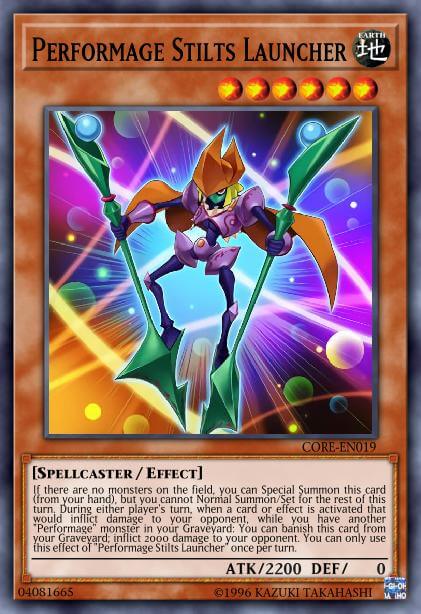 PERFORMAGE STILTS LAUNCHER
EARTH
地
CORE-EN019
[SPELLCASTER / EFFECT]
If there are no monsters on the field, you can Special Summon this card
(from your hand), but you cannot Normal Summon/Set for the rest of this
turn. During either player's turn, when a card or effect is activated that
would inflict damage to your opponent, while you have another
"Performage" monster in your Graveyard: You can banish this card from
your Graveyard; inflict 2000 damage to your opponent. You can only use
this effect of "Performage Stilts Launcher" once per turn.
ATK/2200 DEF/ 0
04081665
©1996 KAZUKI TAKAHASHI